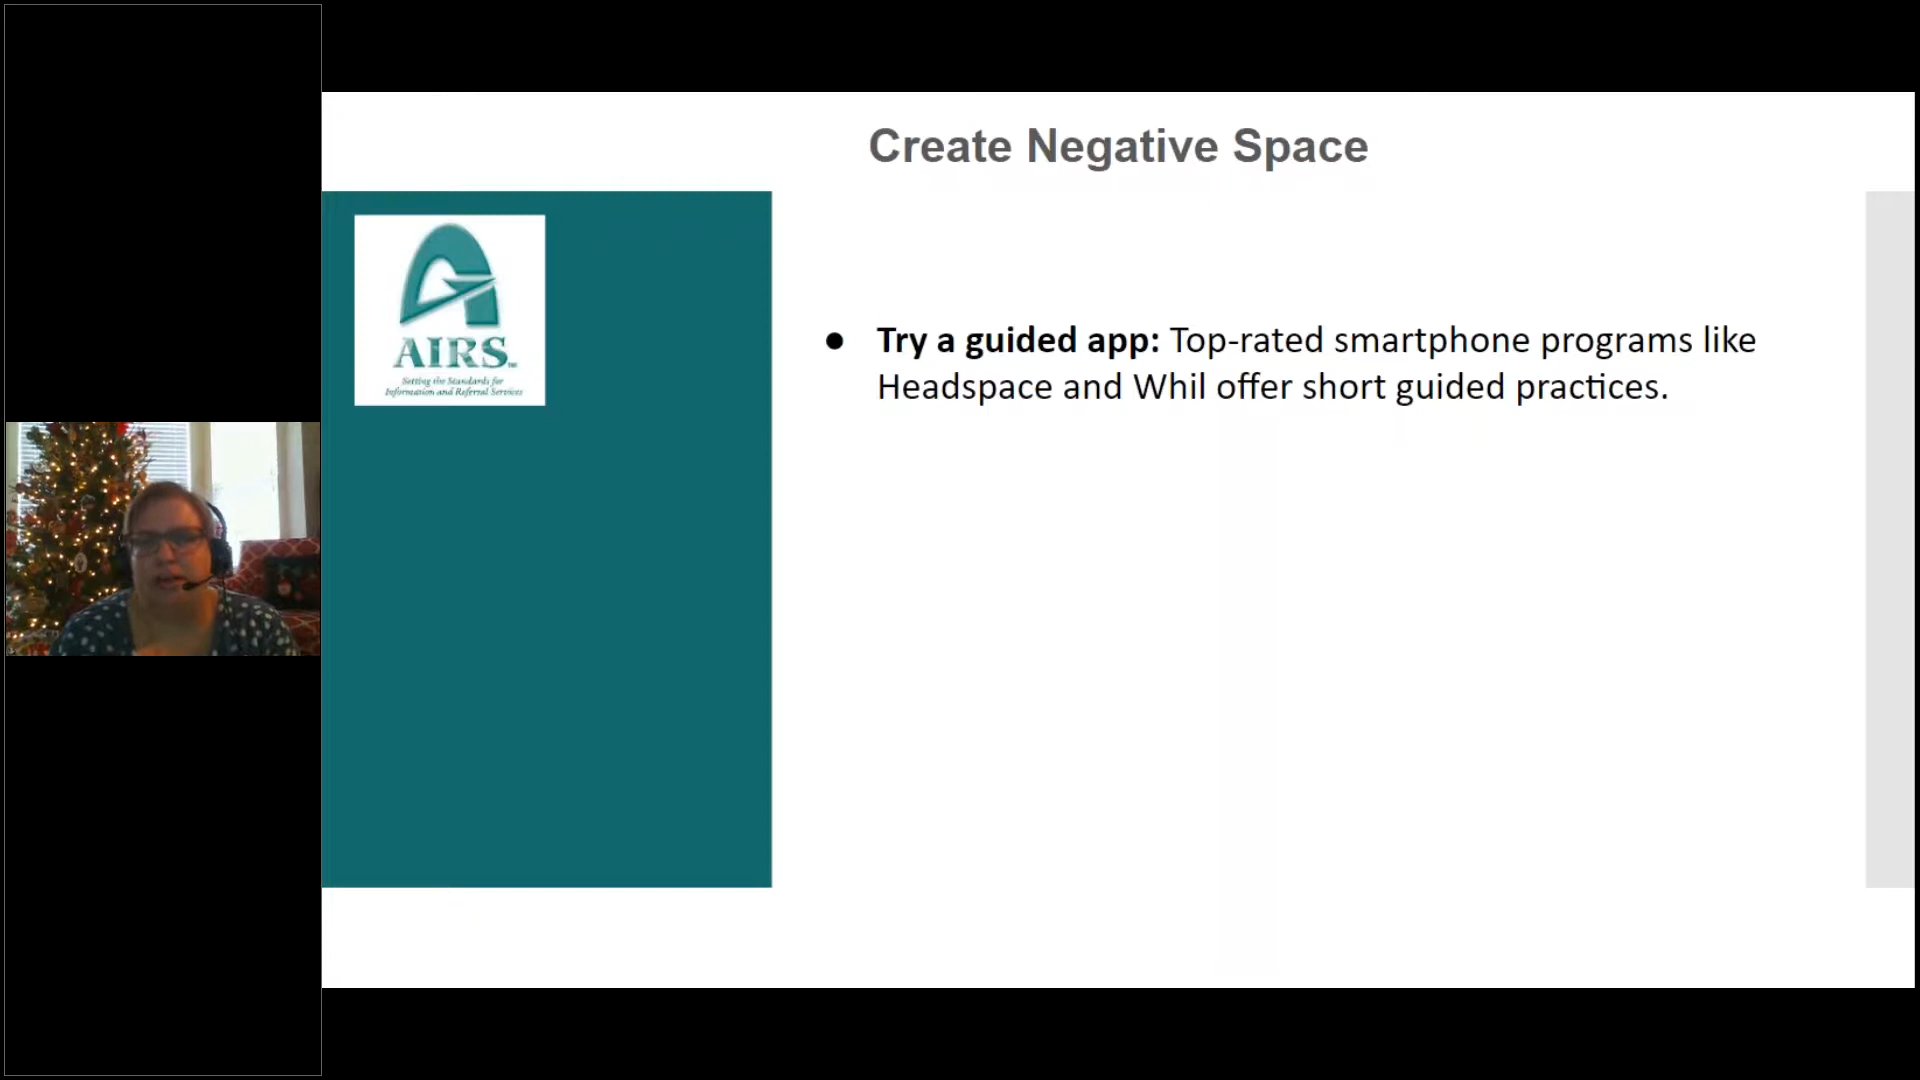 Create Negative Space
AIRS
Setting the Standards for
Information and Referral Services
● Try a guided app: Top-rated smartphone programs like
Headspace and Whil offer short guided practices.